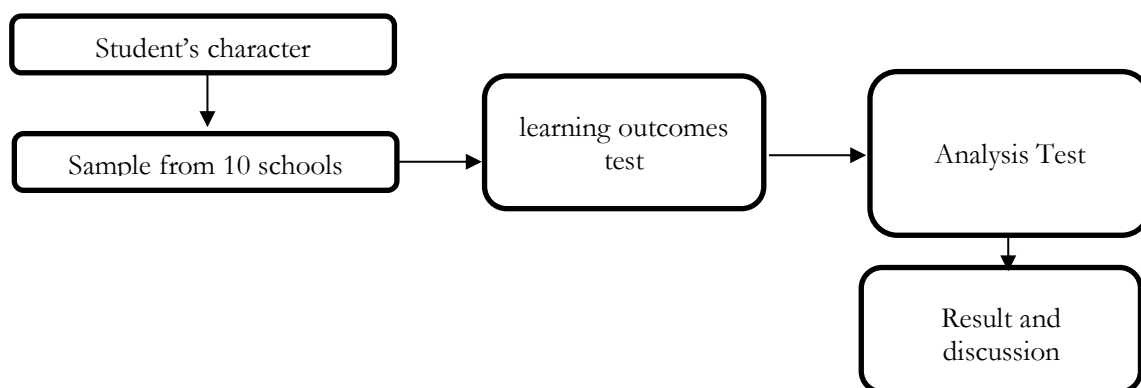 Student’s character
Sample from 10 schools
learning outcomes
test
Analysis Test
Result and
discussion